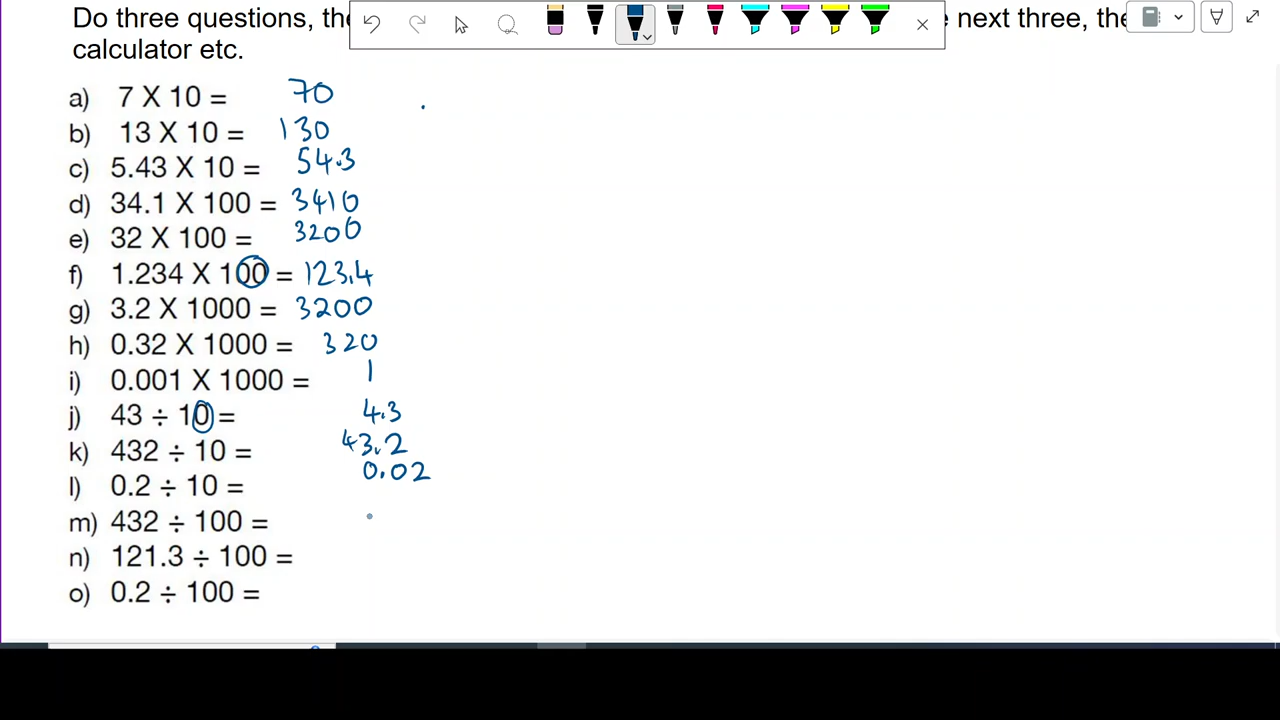 Do three questions, the next three, the
calculator etc.
a) 7 X 10 = 70
b) 13 X 10 = 130
c) 5.43 X 10 = 54.3
d) 34.1 X 100 = 3410
e) 32 X 100 = 3200
f) 1.234 X 100 = 123.4
g) 3.2 X 1000 = 3200
h) 0.32 X 1000 = 320
i) 0.001 X 1000 = 1
j) 43 ÷ 10 = 4.3
k) 432 ÷ 10 = 43.2
l) 0.2 ÷ 10 = 0.02
m) 432 ÷ 100 =
n) 121.3 ÷ 100 =
o) 0.2 ÷ 100 =